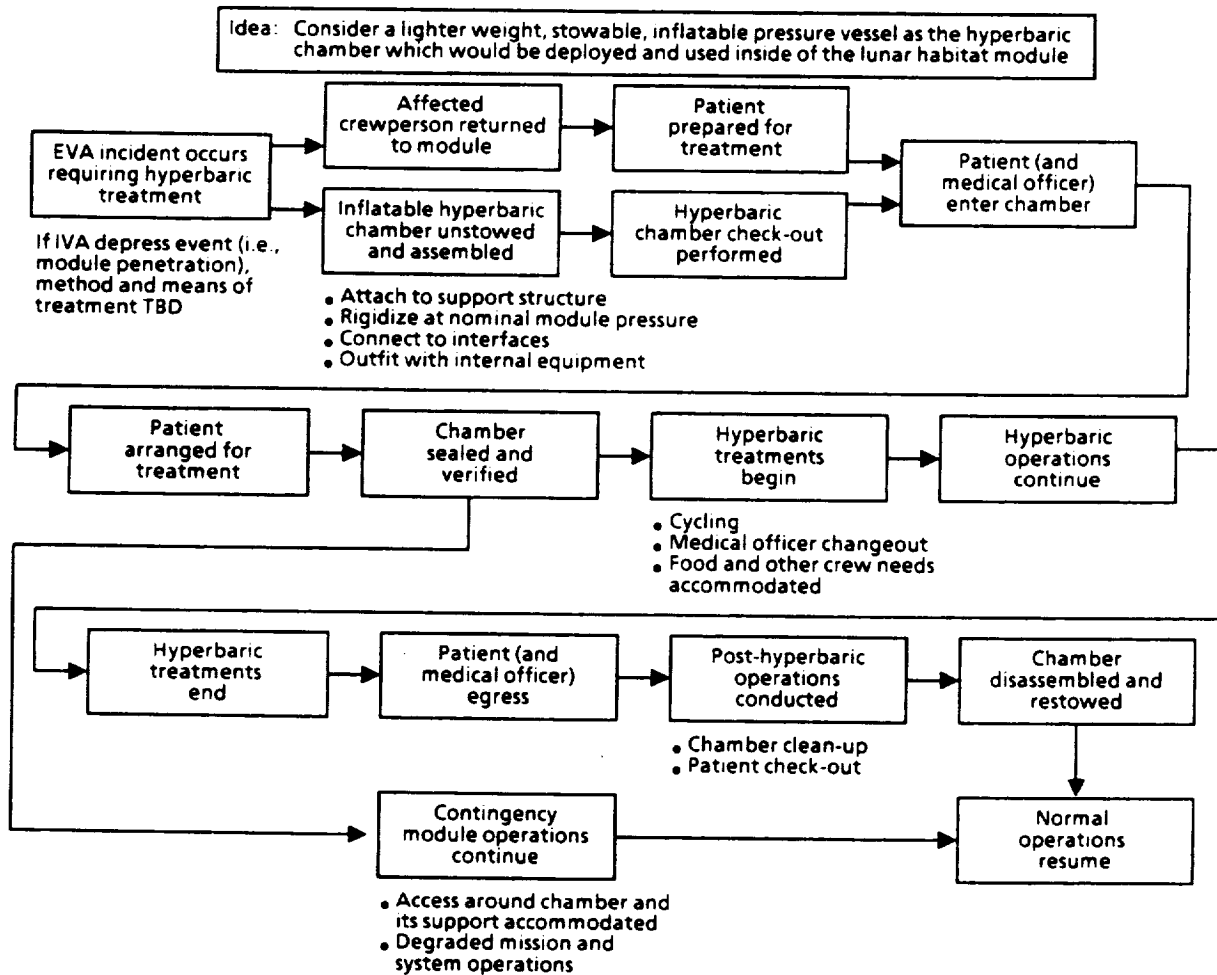 Idea: Consider a lighter weight, stowable, inflatable pressure vessel as the hyperbaric
chamber which would be deployed and used inside of the lunar habitat module
EVA incident occurs
requiring hyperbaric
treatment
If IVA depress event (i.e.,
module penetration),
method and means of
treatment TBD
Affected
crewperson returned
to module
Patient
prepared for
treatment
Inflatable hyperbaric
chamber unstowed
and assembled
• Attach to support structure
• Rigidize at nominal module pressure
• Connect to interfaces
• Outfit with internal equipment
Hyperbaric
chamber check-out
performed
Patient (and
medical officer)
enter chamber
Patient
arranged for
treatment
Chamber
sealed and
verified
Hyperbaric
treatments
begin
• Cycling
• Medical officer changeout
• Food and other crew needs
accommodated
Hyperbaric
operations
continue
Hyperbaric
treatments
end
Patient (and
medical officer)
egress
Post-hyperbaric
operations
conducted
• Chamber clean-up
• Patient check-out
Chamber
disassembled and
restowed
Contingency
module operations
continue
• Access around chamber and
its support accommodated
• Degraded mission and
system operations
Normal
operations
resume